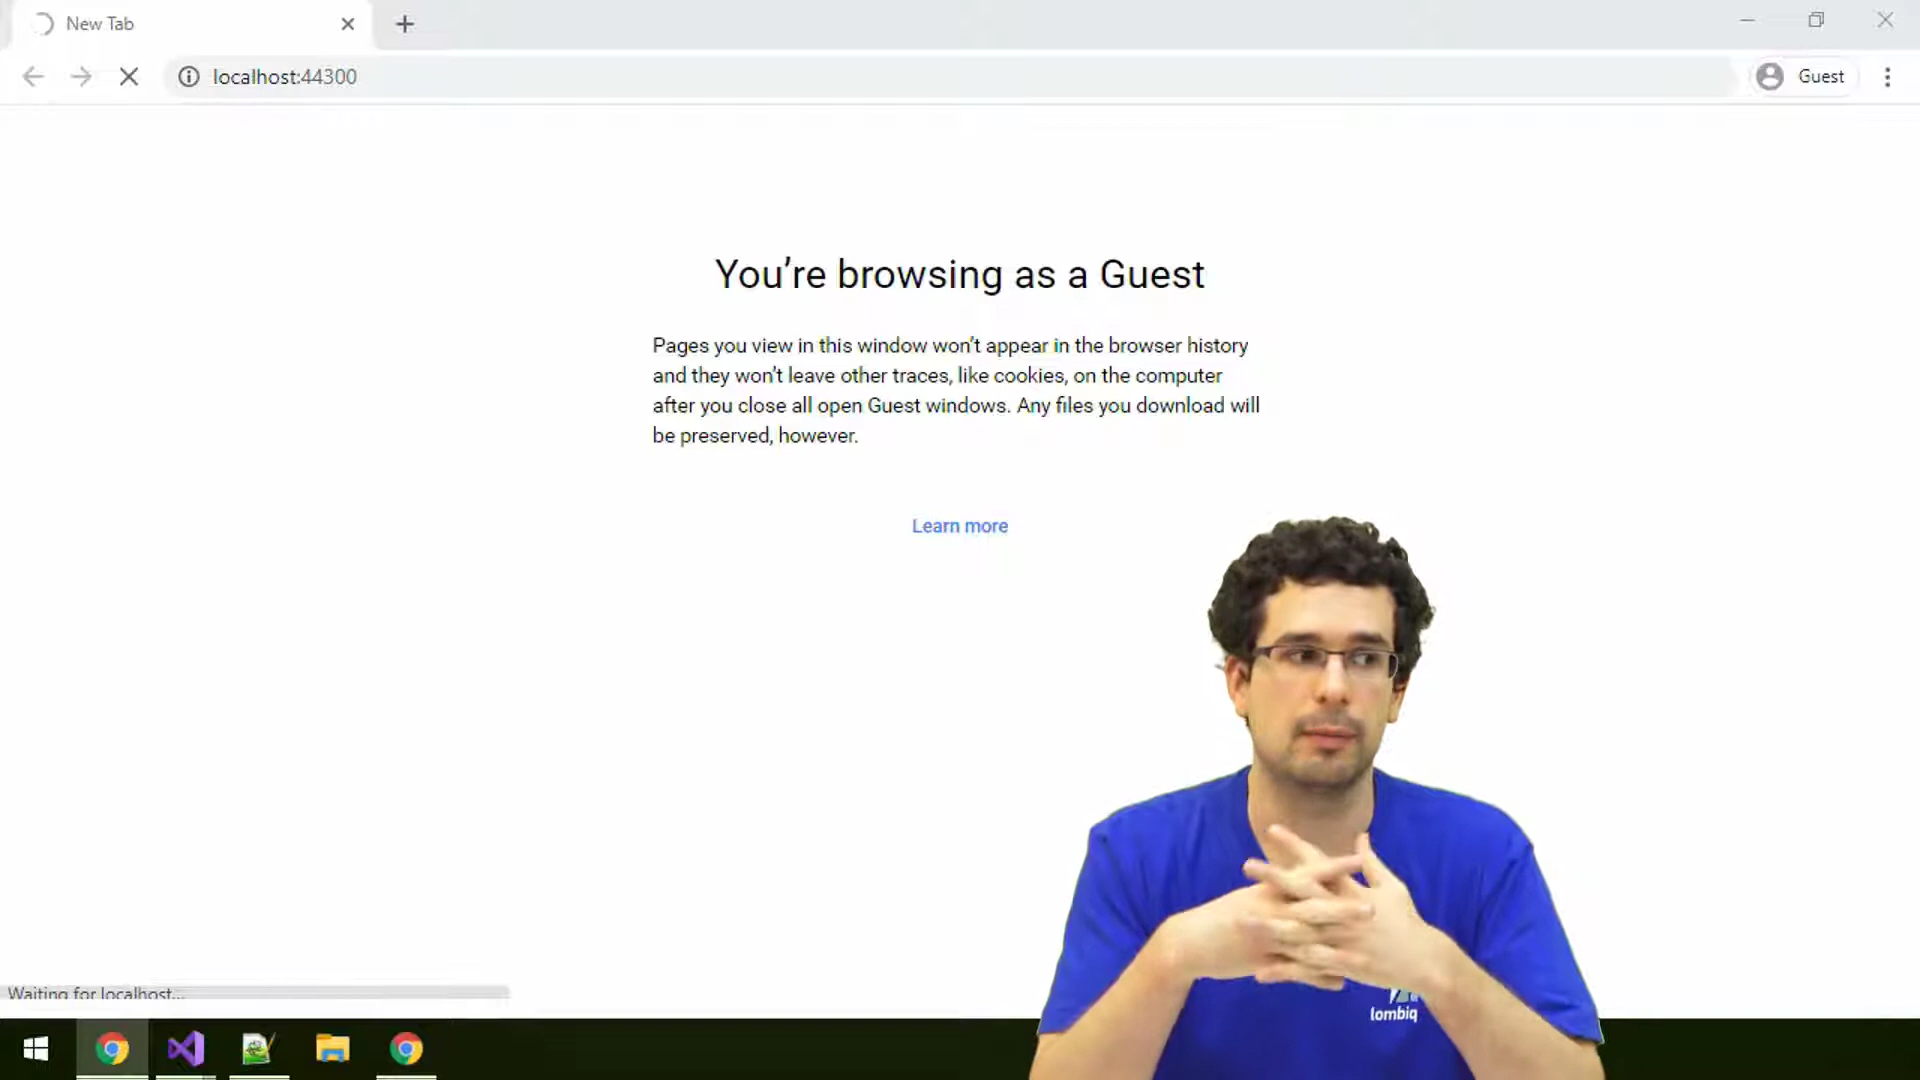 New Tab
localhost:44300
Guest
You're browsing as a Guest
Pages you view in this window won't appear in the browser history
and they won't leave other traces, like cookies, on the computer
after you close all open Guest windows. Any files you download will
be preserved, however.
Learn more
Waiting for localhost...
lombiq